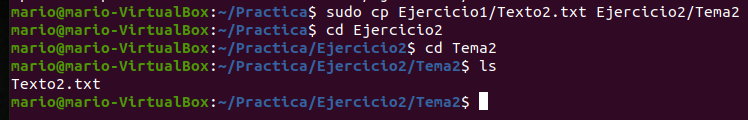 mario@mario-VirtualBox:~/Practica$ sudo cp Ejercicio1/Texto2.txt Ejercicio2/Tema2
mario@mario-VirtualBox:~/Practica$ cd Ejercicio2
mario@mario-VirtualBox:~/Practica/Ejercicio2$ cd Tema2
mario@mario-VirtualBox:~/Practica/Ejercicio2/Tema2$ ls
Texto2.txt
mario@mario-VirtualBox:~/Practica/Ejercicio2/Tema2$